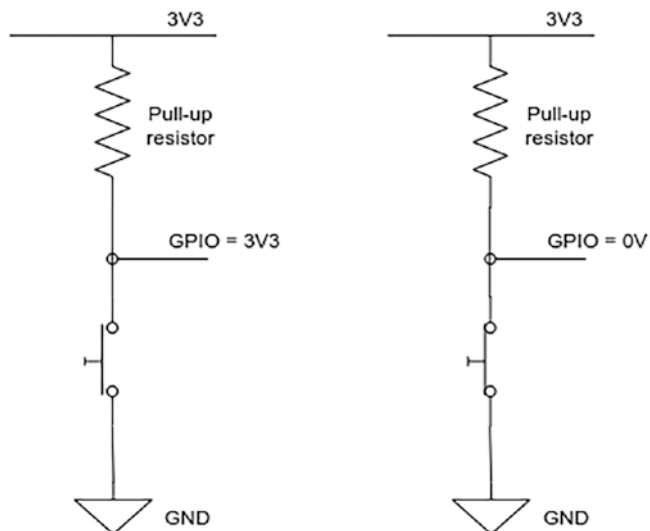 3V3
Pull-up
resistor
GPIO = 3V3
GND
3V3
Pull-up
resistor
GPIO = 0V
GND